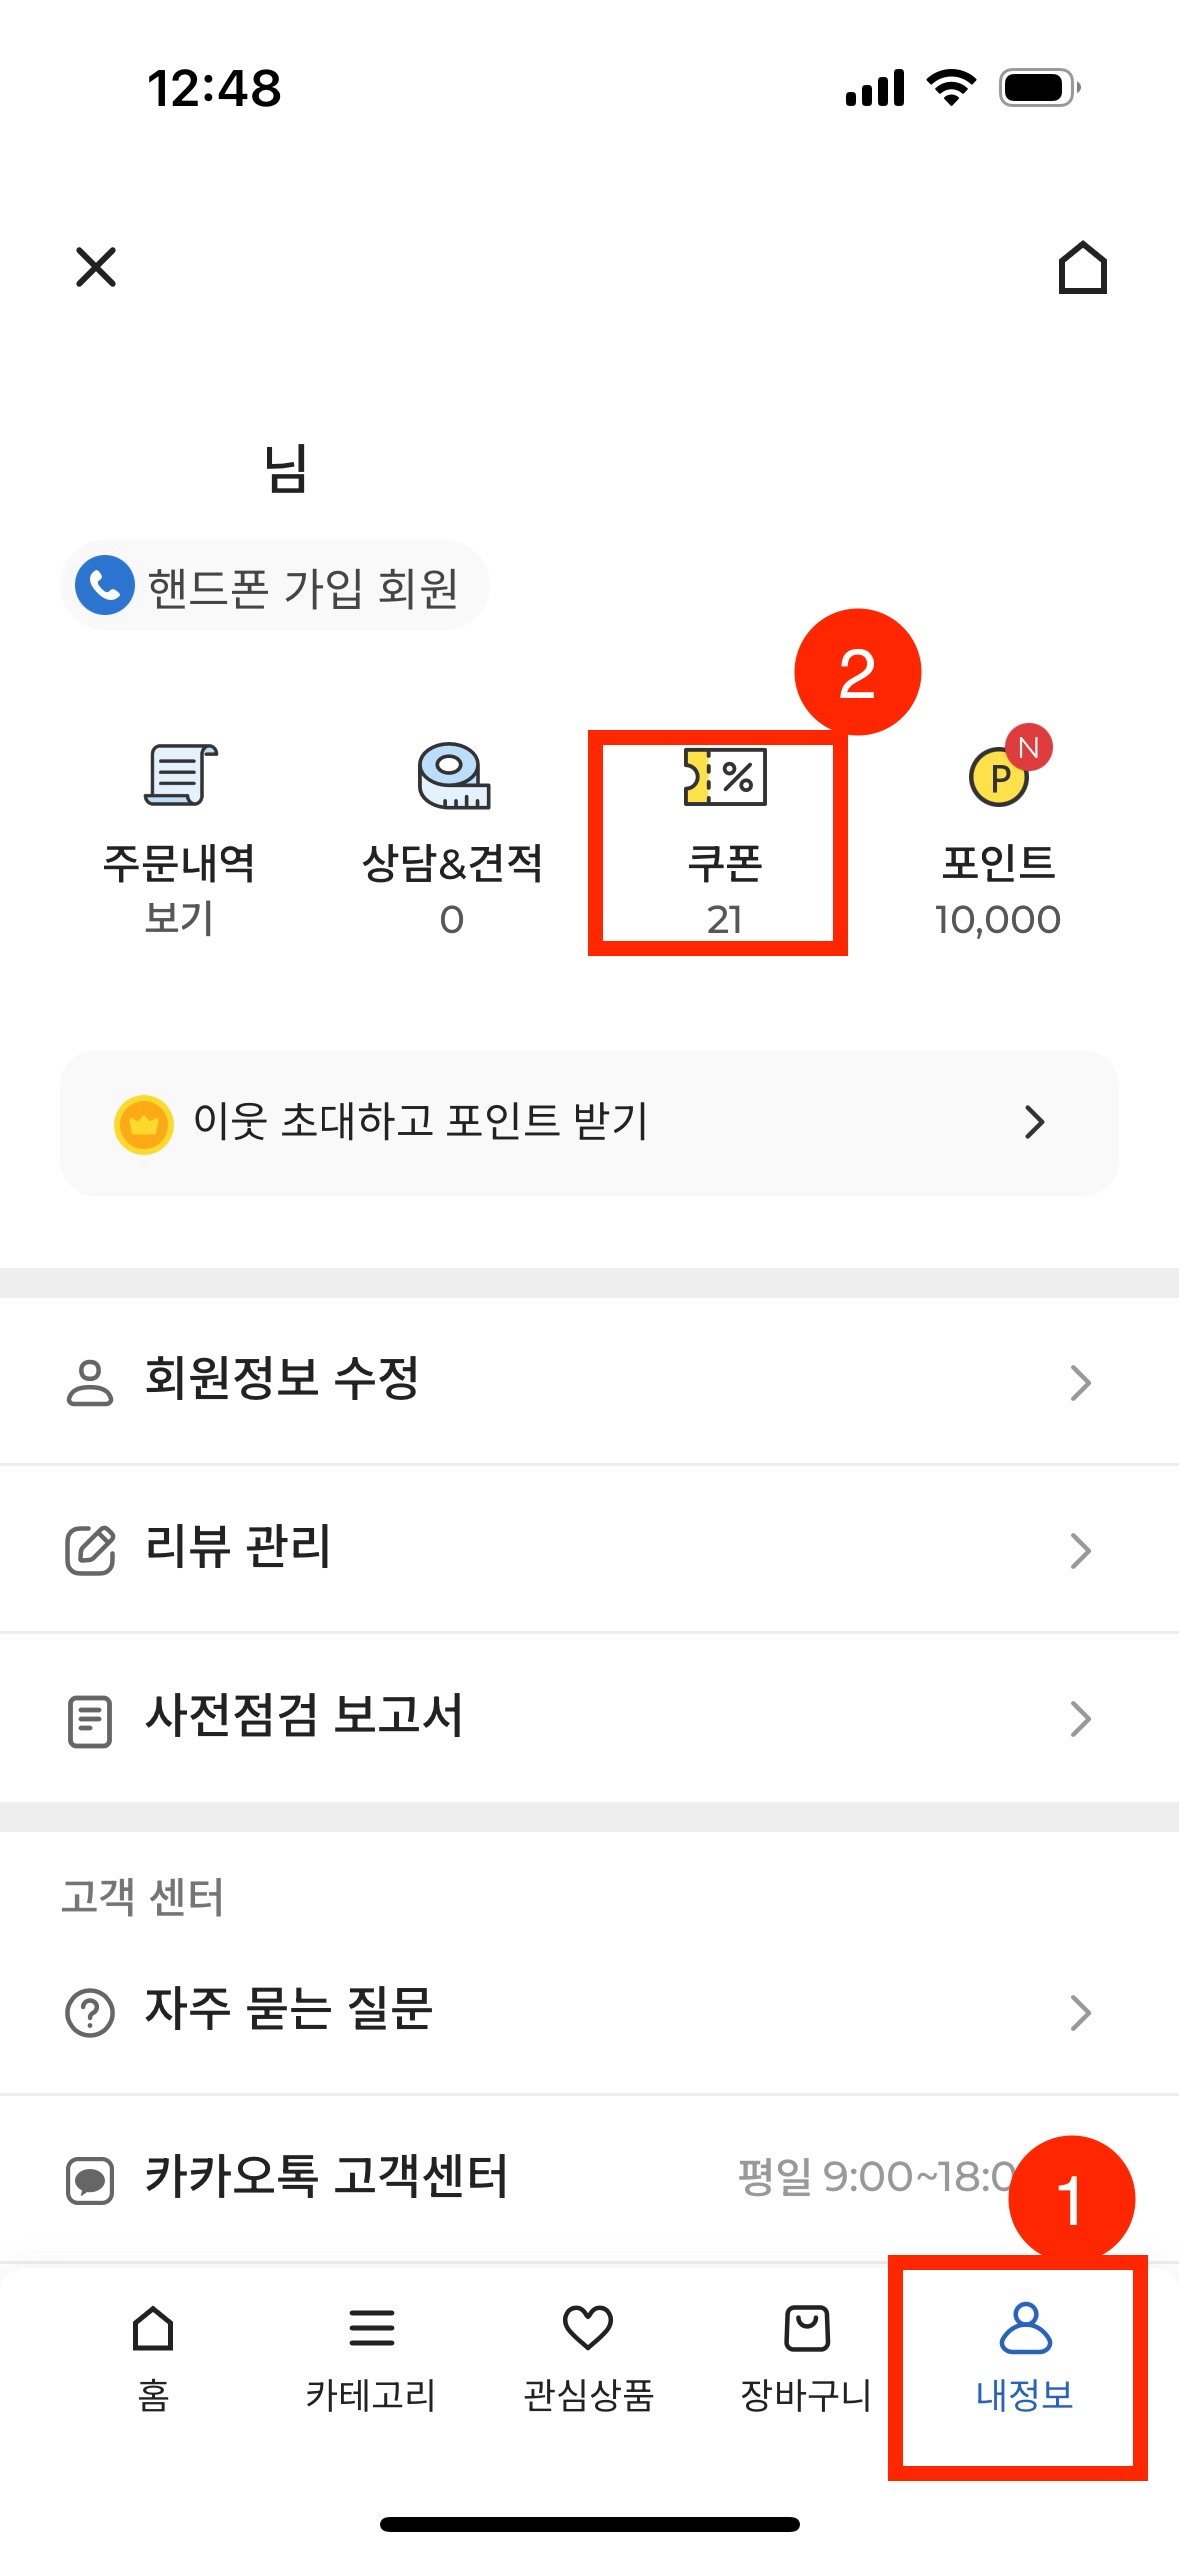 12:48
님
핸드폰 가입 회원
2
N
P
%
주문내역 상담&견적 쿠폰 포인트
보기 0 21 10,000
이웃 초대하고 포인트 받기
회원정보 수정
리뷰 관리
사전점검 보고서
고객 센터
자주 묻는 질문
카카오톡 고객센터 평일 9:00~18:0
1
홈 카테고리 관심상품 장바구니 내정보